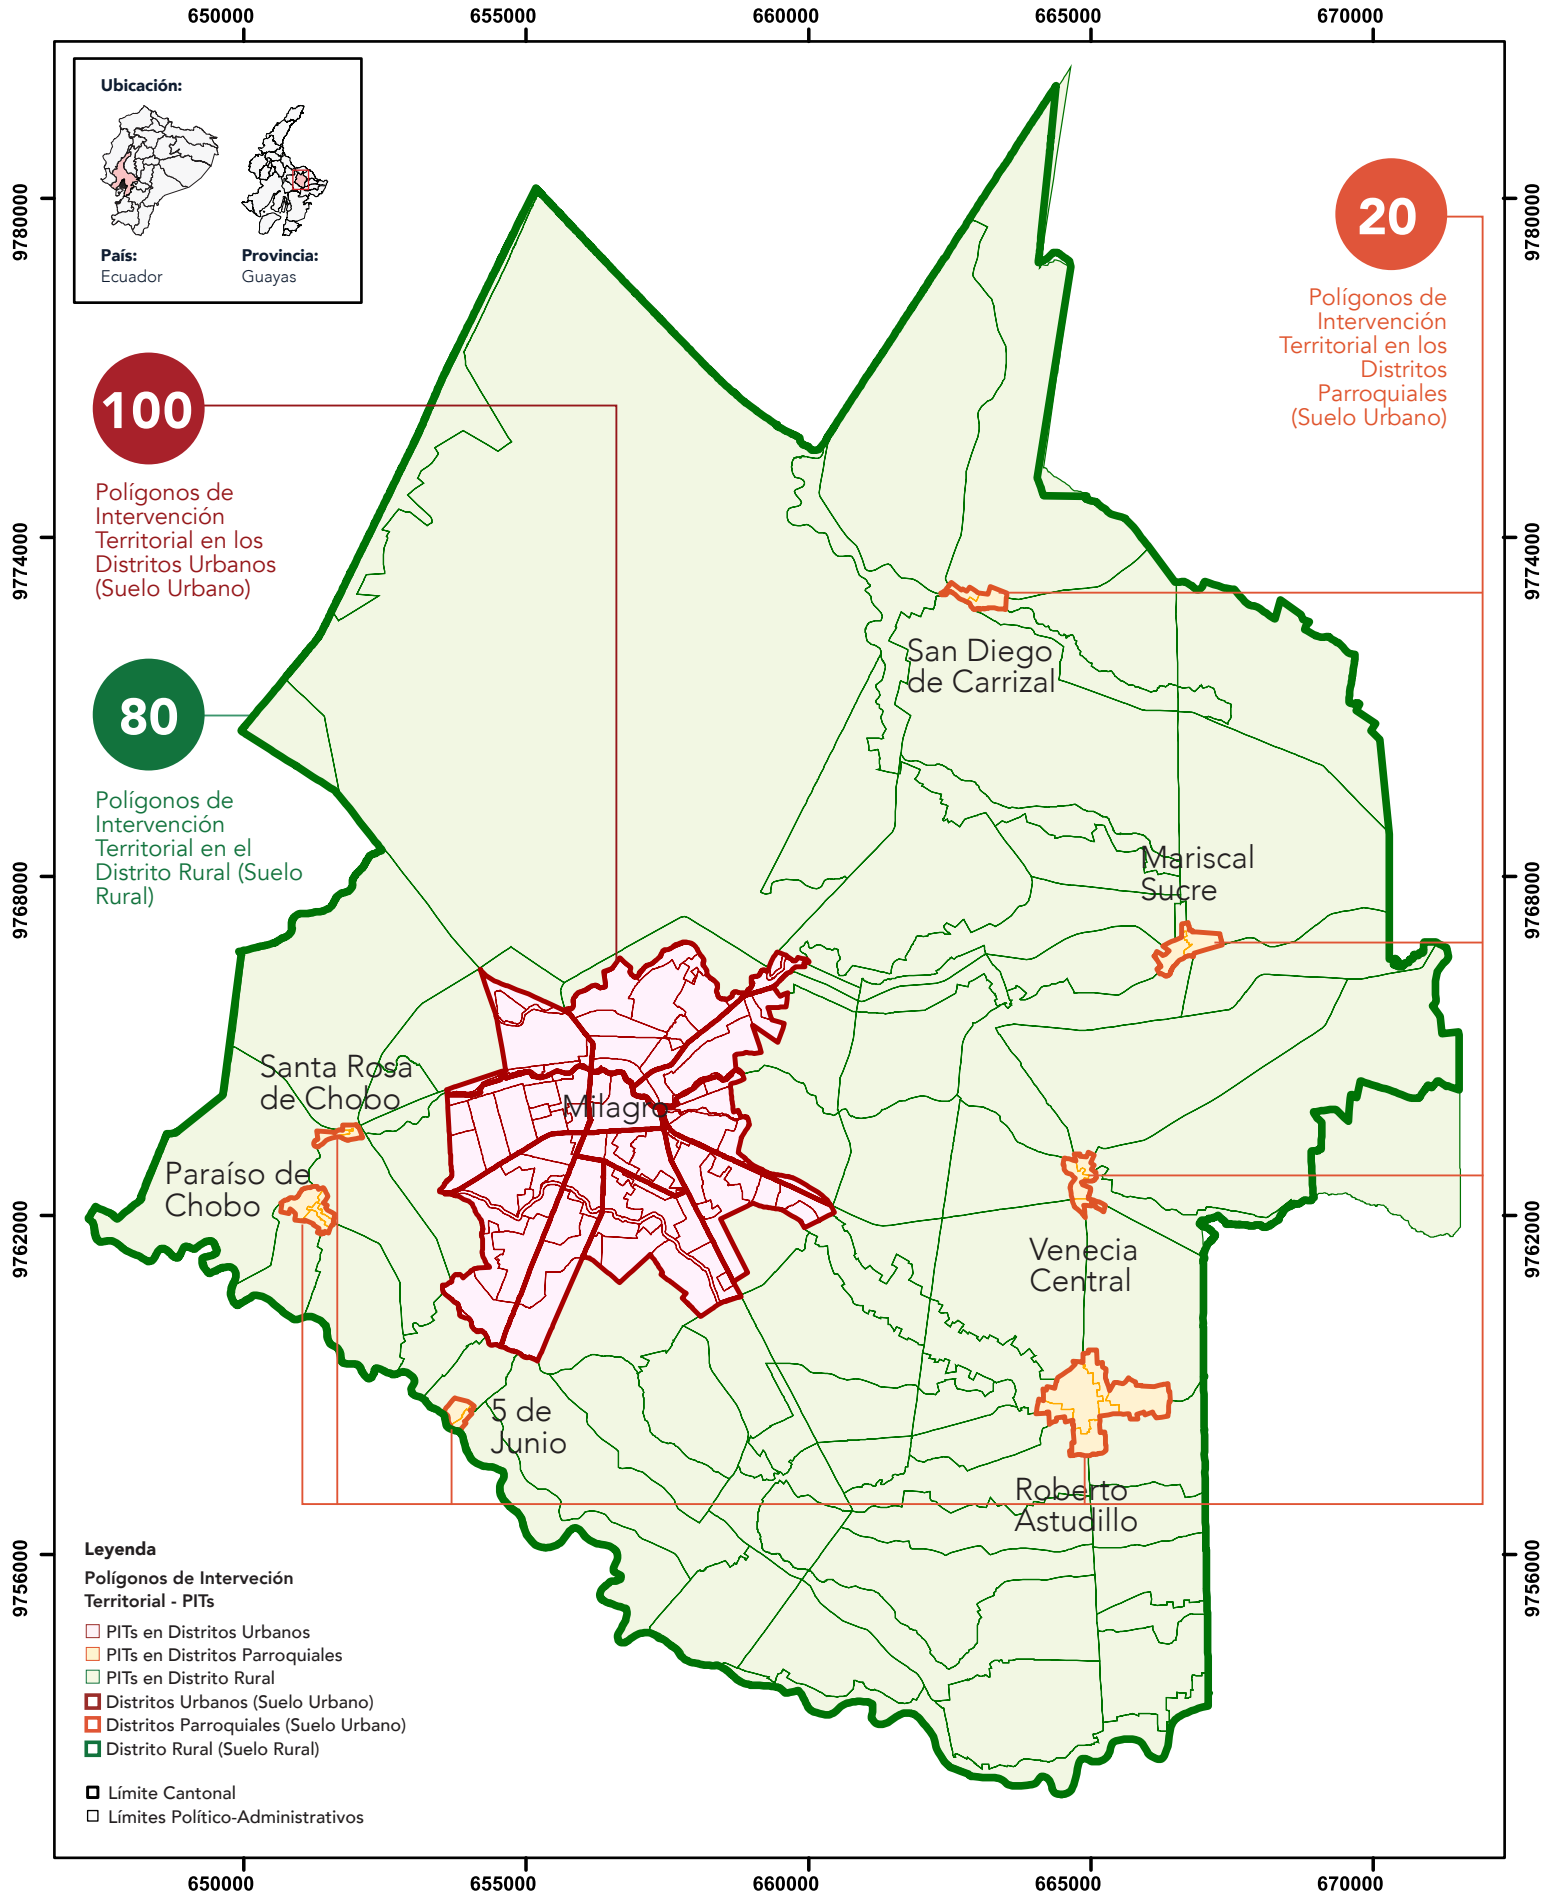 650000
655000
660000
665000
670000
Ubicación:
País:
Ecuador
Provincia:
Guayas
9780000
9780000
20
Polígonos de
Intervención
Territorial en los
Distritos
Parroquiales
(Suelo Urbano)
100
Polígonos de
Intervención
Territorial en los
Distritos Urbanos
(Suelo Urbano)
9774000
9774000
San Diego
de Carrizal
80
Polígonos de
Intervención
Territorial en el
Distrito Rural (Suelo
Rural)
Mariscal
Sucre
9768000
9768000
Santa Rosa
de Chobo
Milagro
Paraíso de
Chobo
9762000
9762000
Venecia
Central
5 de
Junio
Roberto
Astudillo
9756000
9756000
Leyenda
Polígonos de Interveción
Territorial - PITs
PITs en Distritos Urbanos
PITs en Distritos Parroquiales
PITs en Distrito Rural
Distritos Urbanos (Suelo Urbano)
Distritos Parroquiales (Suelo Urbano)
Distrito Rural (Suelo Rural)
Límite Cantonal
Límites Político-Administrativos
650000
655000
660000
665000
670000